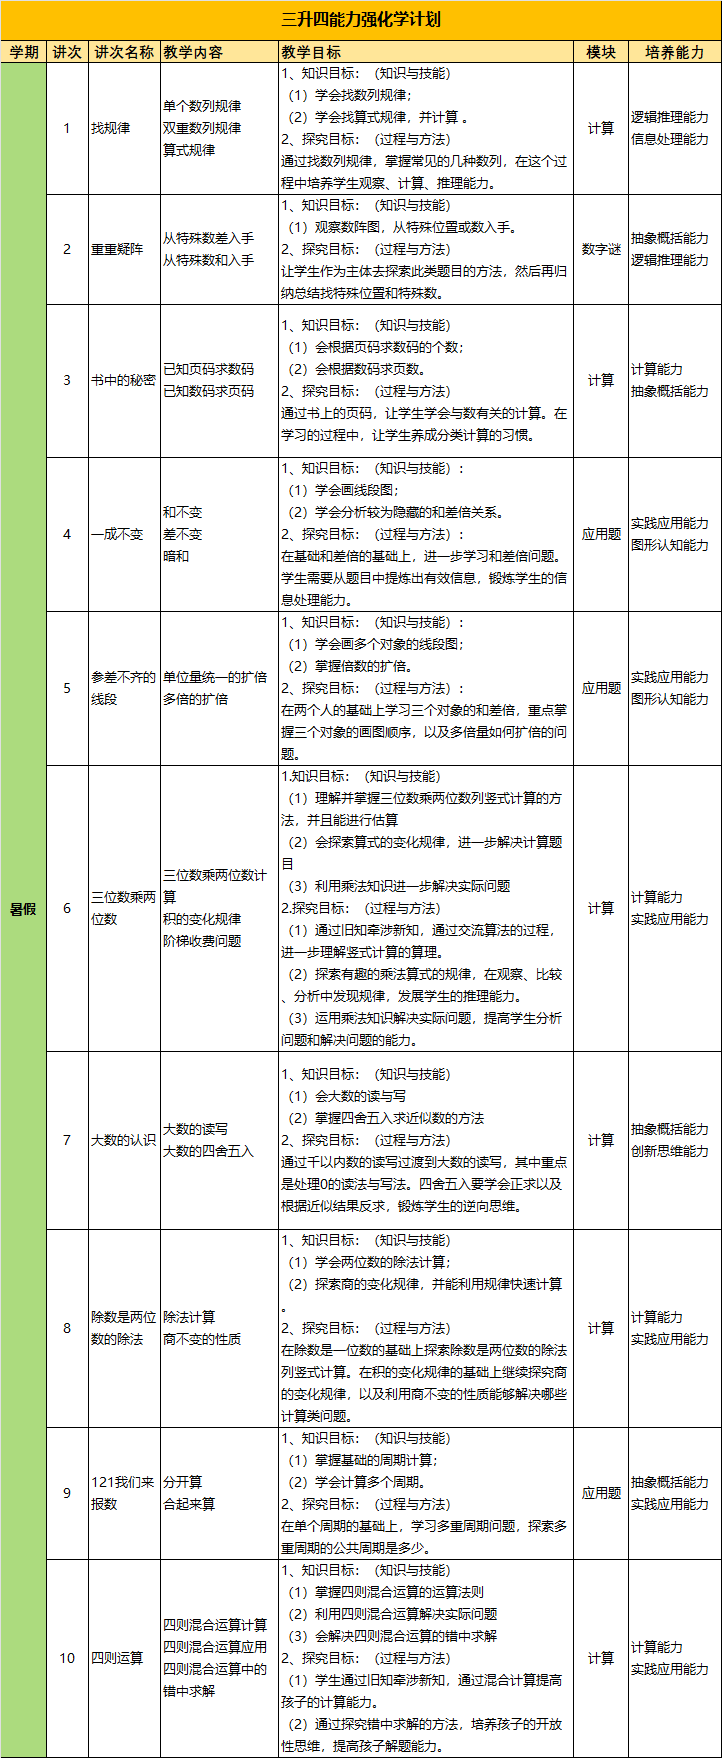 三升四能力强化学计划
学期 讲次 讲次名称 教学内容 教学目标 模块 培养能力
暑假
1
找规律
单个数列规律
双重数列规律
算式规律
1、知识目标：（知识与技能）
（1）学会找数列规律；
（2）学会找算式规律，并计算 。
2、探究目标：（过程与方法）
通过找数列规律，掌握常见的几种数列，在这个过
程中培养学生观察、计算、推理能力。
计算
逻辑推理能力
信息处理能力
2
重重疑阵
从特殊数差入手
从特殊数和入手
1、知识目标：（知识与技能）
（1）观察数阵图，从特殊位置或数入手。
2、探究目标：（过程与方法）
让学生作为主体去探索此类题目的方法，然后再归
纳总结找特殊位置和特殊数。
数字谜
抽象概括能力
逻辑推理能力
3
书中的秘密
已知页码求数码
已知数码求页码
1、知识目标：（知识与技能）
（1）会根据页码求数码的个数；
（2）会根据数码求页数。
2、探究目标：（过程与方法）
通过书上的页码，让学生学会与数有关的计算。在
学习的过程中，让学生养成分类计算的习惯。
计算
计算能力
抽象概括能力
4
一成不变
和不变
差不变
暗和
1、知识目标：（知识与技能）：
（1）学会画线段图；
（2）学会分析较为隐藏的和差倍关系。
2、探究目标：（过程与方法）：
在基础和差倍的基础上，进一步学习和差倍问题。
学生需要从题目中提炼出有效信息，锻炼学生的信
息处理能力。
应用题
实践应用能力
图形认知能力
5
参差不齐的
线段
单位量统一的扩倍
多倍的扩倍
1、知识目标：（知识与技能）：
（1）学会画多个对象的线段图；
（2）掌握倍数的扩倍。
2、探究目标：（过程与方法）：
在两个人的基础上学习三个对象的和差倍，重点掌
握三个对象的画图顺序，以及多倍量如何扩倍的问
题。
应用题
实践应用能力
图形认知能力
6
三位数乘两
位数
三位数乘两位数计
算
积的变化规律
阶梯收费问题
1.知识目标：（知识与技能）
（1）理解并掌握三位数乘两位数列竖式计算的方
法，并且能进行估算
（2）会探索算式的变化规律，进一步解决计算题
目
（3）利用乘法知识进一步解决实际问题
2.探究目标：（过程与方法）
（1）通过旧知牵涉新知，通过交流算法的过程，
进一步理解竖式计算的算理。
（2）探索有趣的乘法算式的规律，在观察、比较
、分析中发现规律，发展学生的推理能力。
（3）运用乘法知识解决实际问题，提高学生分析
问题和解决问题的能力。
计算
计算能力
实践应用能力
7
大数的认识
大数的读写
大数的四舍五入
1、知识目标：（知识与技能）
（1）会大数的读与写
（2）掌握四舍五入求近似数的方法
2、探究目标：（过程与方法）
通过千以内数的读写过渡到大数的读写，其中重点
是处理0的读法与写法。四舍五入要学会正求以及
根据近似结果反求，锻炼学生的逆向思维。
计算
抽象概括能力
创新思维能力
8
除数是两位
数的除法
除法计算
商不变的性质
1、知识目标：（知识与技能）
（1）学会两位数的除法计算；
（2）探索商的变化规律，并能利用规律快速计算
。
2、探究目标：（过程与方法）
在除数是一位数的基础上探索除数是两位数的除法
列竖式计算。在积的变化规律的基础上继续探究商
的变化规律，以及利用商不变的性质能够解决哪些
计算类问题。
计算
计算能力
实践应用能力
9
121我们来
报数
分开算
合起来算
1、知识目标：（知识与技能）
（1）掌握基础的周期计算；
（2）学会计算多个周期。
2、探究目标：（过程与方法）
在单个周期的基础上，学习多重周期问题，探索多
重周期的公共周期是多少。
应用题
抽象概括能力
实践应用能力
10
四则运算
四则混合运算计算
四则混合运算应用
四则混合运算中的
错中求解
1、知识目标：（知识与技能）
（1）掌握四则混合运算的运算法则
（2）利用四则混合运算解决实际问题
（3）会解决四则混合运算的错中求解
2、探究目标：（过程与方法）
（1）学生通过旧知牵涉新知，通过混合计算提高
孩子的计算能力。
（2）通过探究错中求解的方法，培养孩子的开放
性思维，提高孩子解题能力。
计算
计算能力
实践应用能力